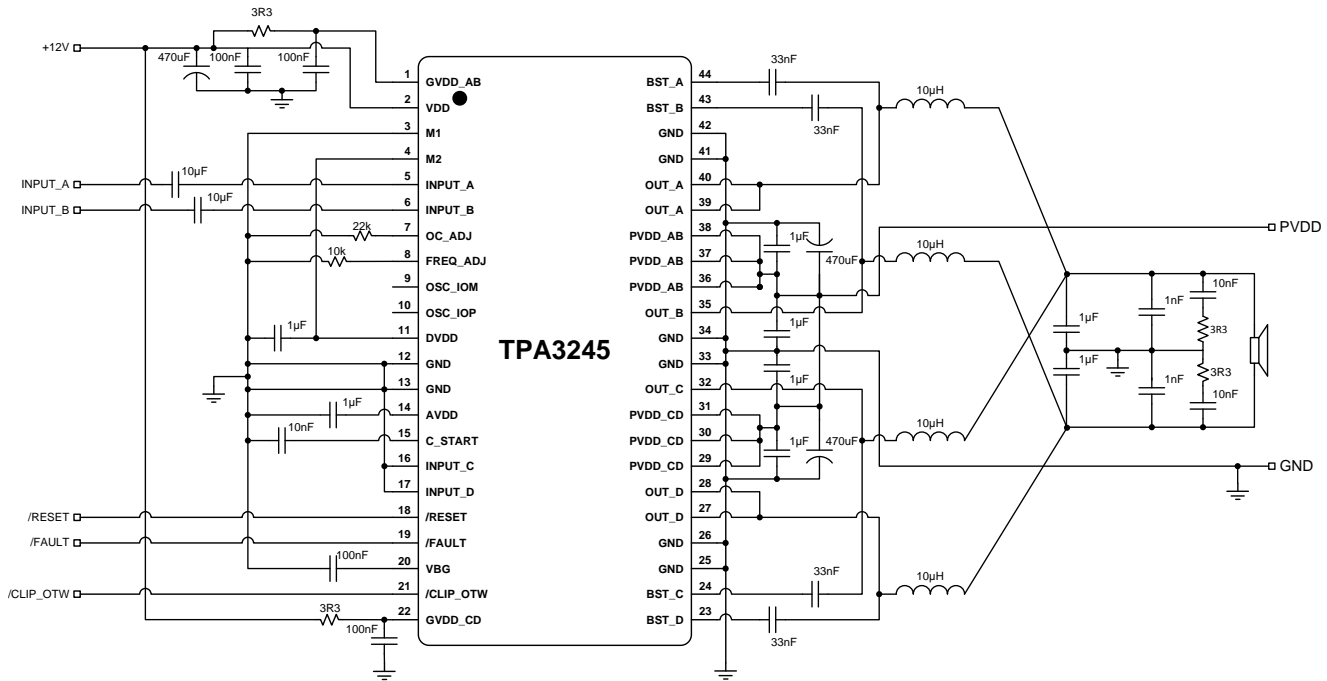 3R3
+12V
470uF 100nF 100nF
33nF
1 GVDD_AB BST_A 44
10µH
2 VDD BST_B 43
33nF
3 M1 GND 42
4 M2 GND 41
INPUT_A 10µF 5 INPUT_A OUT_A 40
INPUT_B 10µF 6 INPUT_B OUT_A 39
22k 7 OC_ADJ PVDD_AB 38 1µF PVDD
10k 8 FREQ_ADJ PVDD_AB 37 470uF 10µH
9 OSC_IOM PVDD_AB 36
10 OSC_IOP OUT_B 35
1µF 11 DVDD GND 34 1µF
1µF 1nF 10nF
3R3
TPA3245
12 GND GND 33
13 GND OUT_C 32 1µF
1µF 1nF 3R3
10nF
1µF 14 AVDD PVDD_CD 31
10nF 15 C_START PVDD_CD 30 1µF 470uF 10µH
16 INPUT_C PVDD_CD 29 GND
17 INPUT_D OUT_D 28
/RESET 18 /RESET OUT_D 27
/FAULT 19 /FAULT GND 26
100nF 20 VBG GND 25
33nF 10µH
/CLIP_OTW 21 /CLIP_OTW BST_C 24
3R3 22 GVDD_CD BST_D 23
100nF
33nF